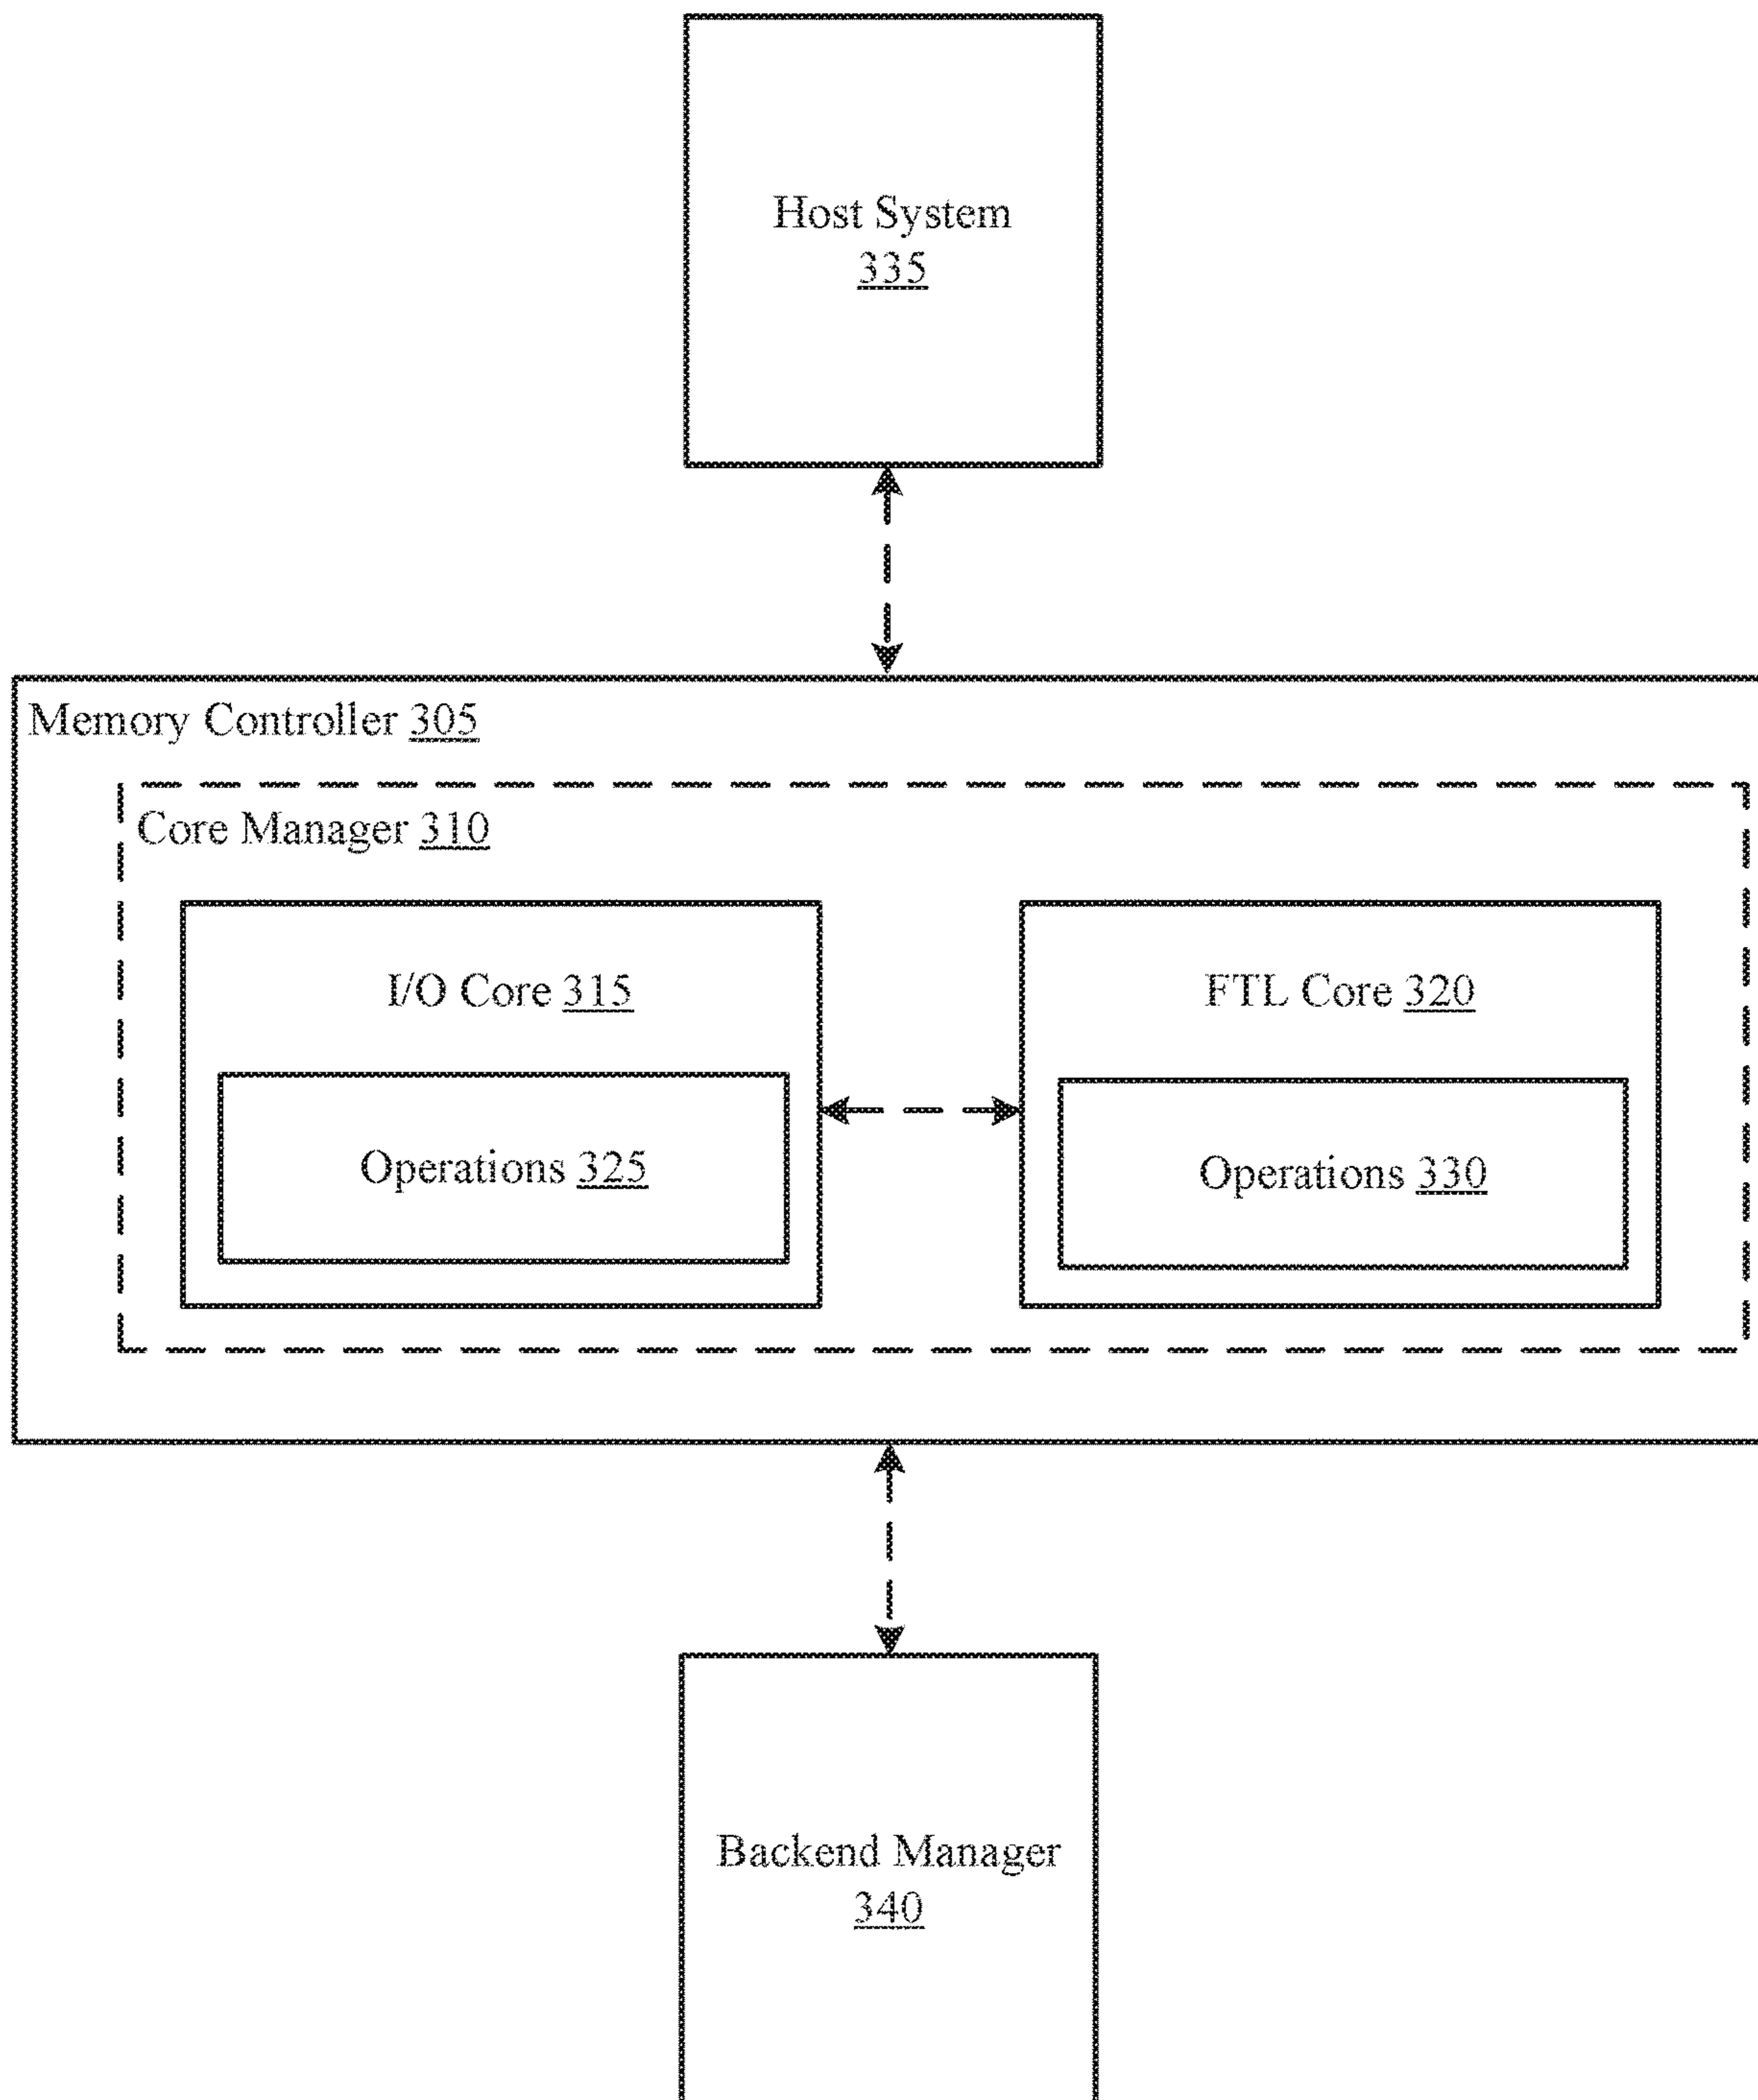 Host System
335
Memory Controller 305
Core Manager 310
I/O Core 315
FTL Core 320
Operations 325
Operations 330
Backend Manager
340